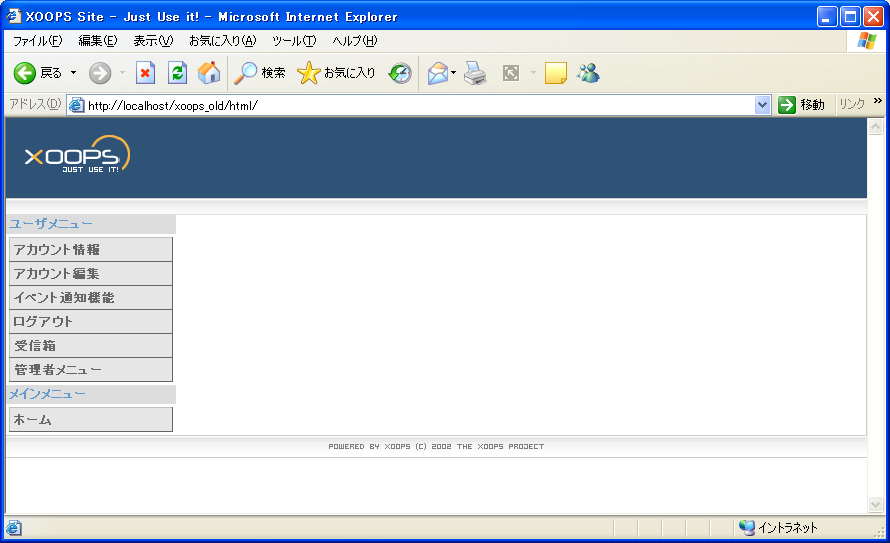 XOOPS Site - Just Use it! - Microsoft Internet Explorer
ファイル(F) 編集(E) 表示(V) お気に入り(A) ツール(T) ヘルプ(H)
戻る 検索 お気に入り
アドレス(D) http://localhost/xoops_old/html/ 移動 リンク »
XOOPS
JUST USE IT!
ユーザメニュー
アカウント情報
アカウント編集
イベント通知機能
ログアウト
受信箱
管理者メニュー
メインメニュー
ホーム
POWERED BY XOOPS (C) 2002 THE XOOPS PROJECT
イントラネット